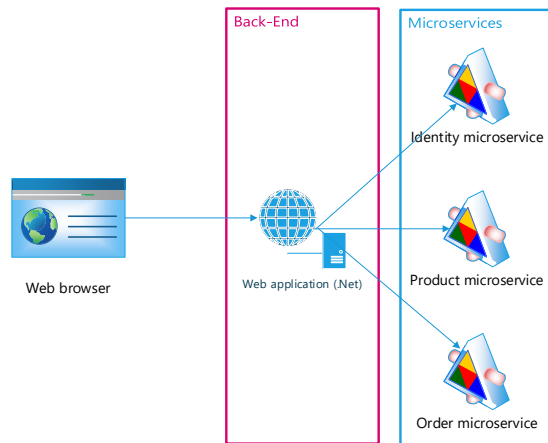 Back-End
Microservices
Identity microservice
Web browser
Web application (.Net)
Product microservice
Order microservice